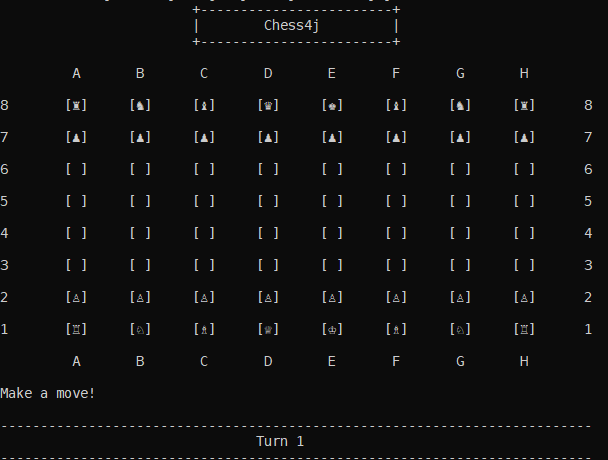 +------------------------+
|        Chess4j         |
+------------------------+
A B C D E F G H
8 [♜] [♞] [♝] [♛] [♚] [♝] [♞] [♜] 8
7 [♟] [♟] [♟] [♟] [♟] [♟] [♟] [♟] 7
6 [ ] [ ] [ ] [ ] [ ] [ ] [ ] [ ] 6
5 [ ] [ ] [ ] [ ] [ ] [ ] [ ] [ ] 5
4 [ ] [ ] [ ] [ ] [ ] [ ] [ ] [ ] 4
3 [ ] [ ] [ ] [ ] [ ] [ ] [ ] [ ] 3
2 [♙] [♙] [♙] [♙] [♙] [♙] [♙] [♙] 2
1 [♖] [♘] [♗] [♕] [♔] [♗] [♘] [♖] 1
A B C D E F G H
Make a move!
--------------------------------------------------------------------------
Turn 1
--------------------------------------------------------------------------